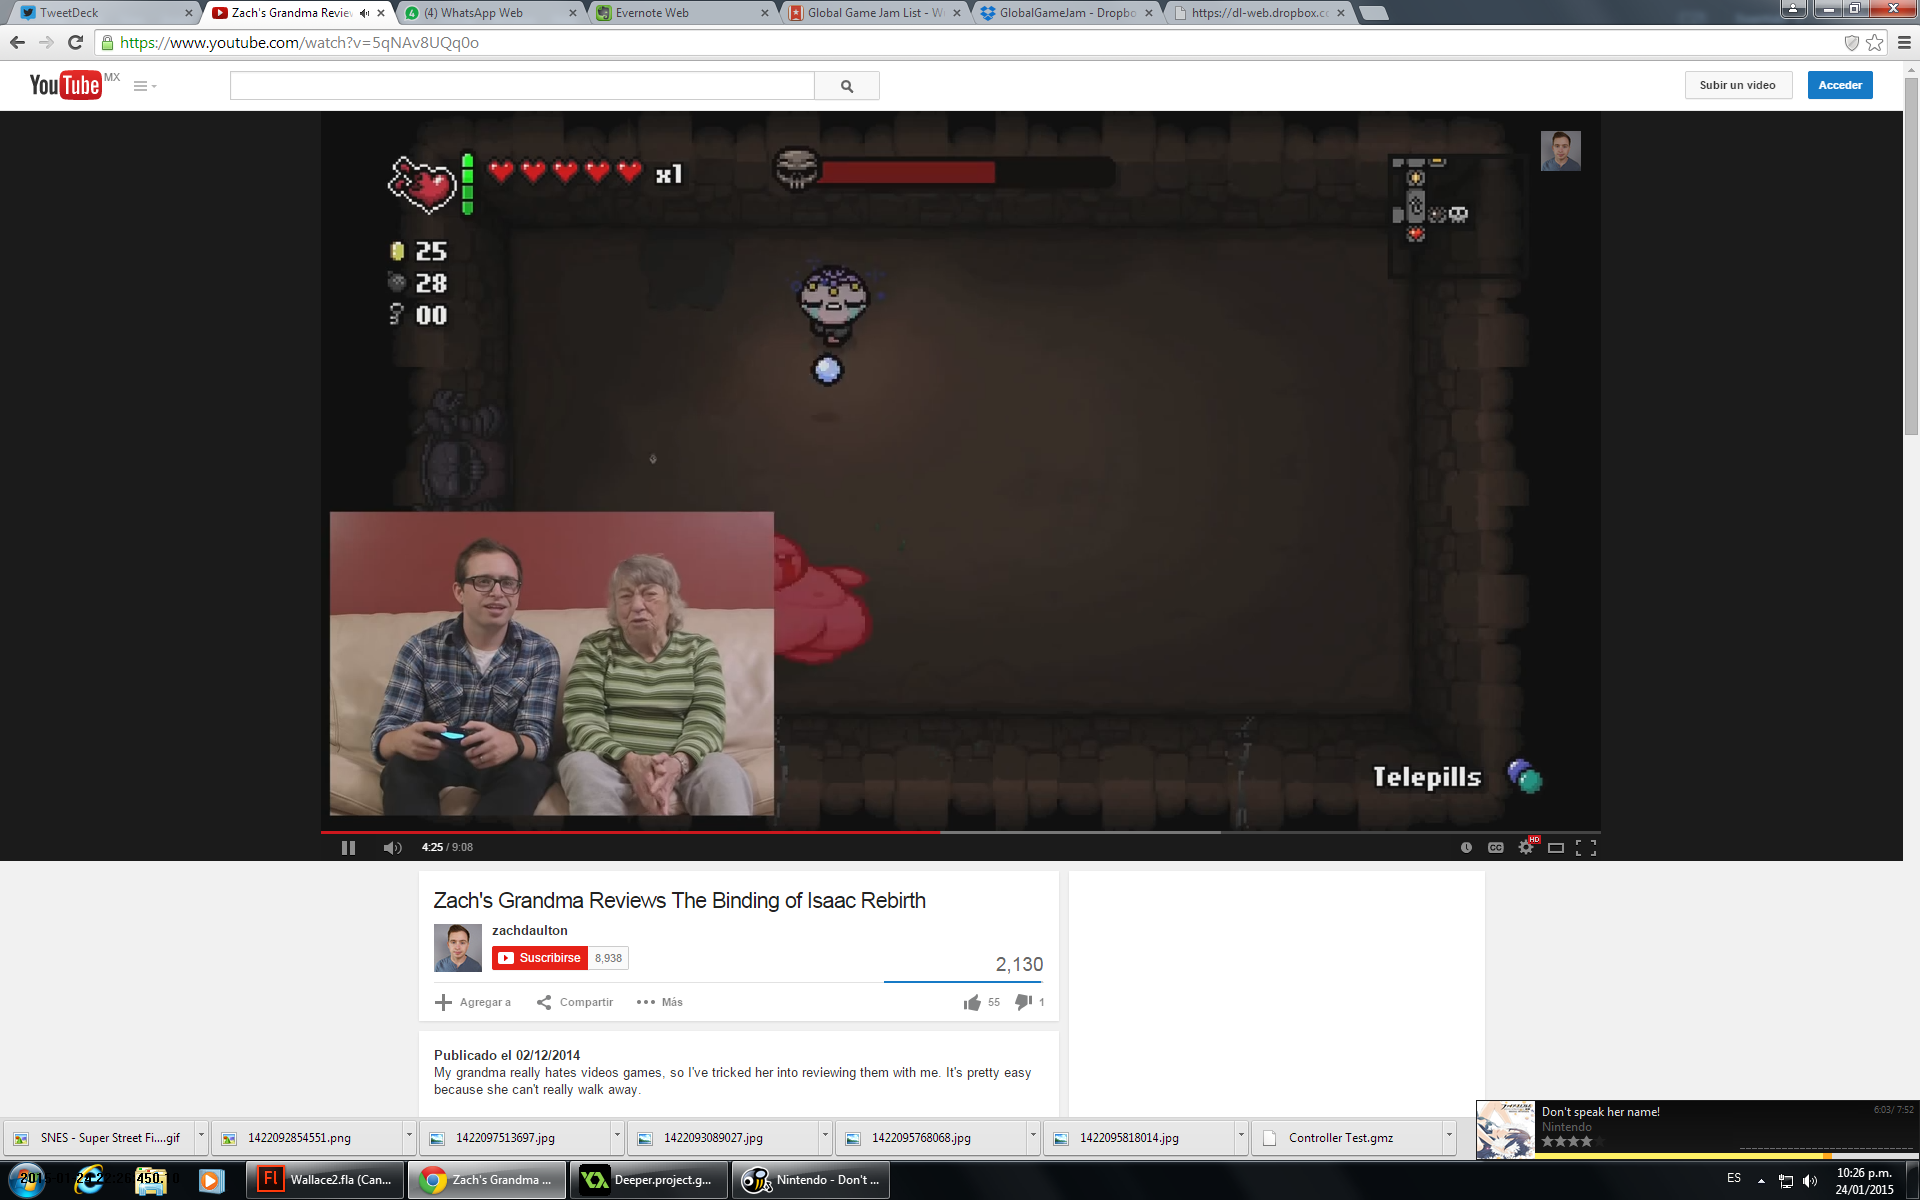 TweetDeck
Zach's Grandma Review
(4) WhatsApp Web
Evernote Web
Global Game Jam List - W
GlobalGameJam - Dropbo
https://dl-web.dropbox.c
https://www.youtube.com/watch?v=5qNAv8UQq0o
YouTube MX
Subir un video
Acceder
x1
25
28
00
Telepills
4:25 / 9:08
CC
HD
Zach's Grandma Reviews The Binding of Isaac Rebirth
zachdaulton
Suscribirse
8,938
2,130
Agregar a
Compartir
Más
55
1
Publicado el 02/12/2014
My grandma really hates videos games, so I've tricked her into reviewing them with me. It's pretty easy
because she can't really walk away.
Don't speak her name!
6:03/ 7:52
Nintendo
SNES - Super Street Fi....gif
1422092854551.png
1422097513697.jpg
1422093089027.jpg
1422095768068.jpg
1422095818014.jpg
Controller Test.gmz
Fl
Wallace2.fla (Can...
Zach's Grandma ...
Deeper.project.g...
Nintendo - Don't ...
ES
10:26 p.m.
24/01/2015